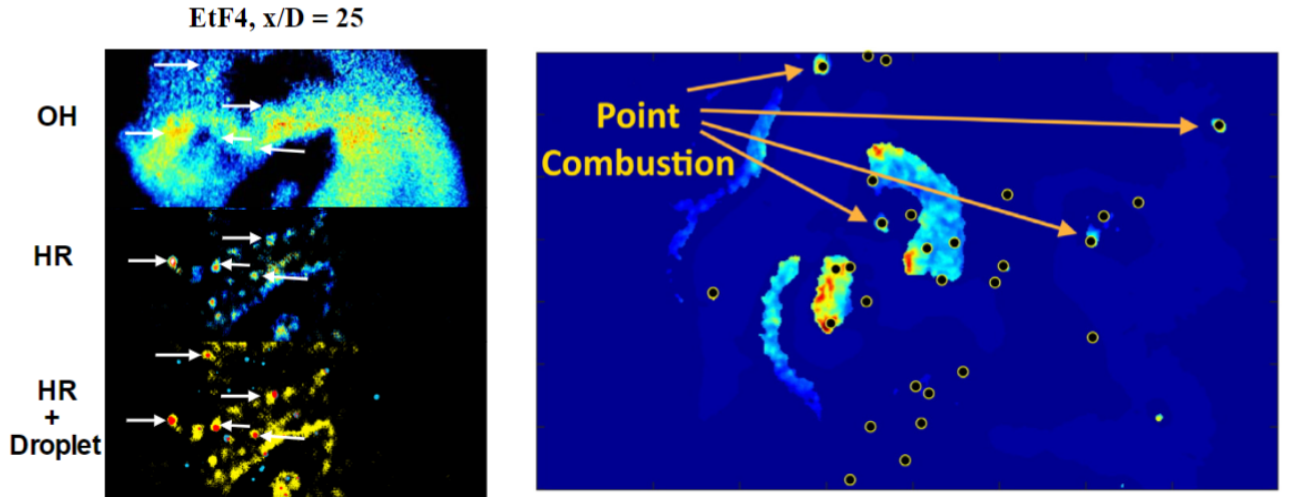 EtF4, x/D = 25
OH
HR
HR
+
Droplet
Point
Combustion